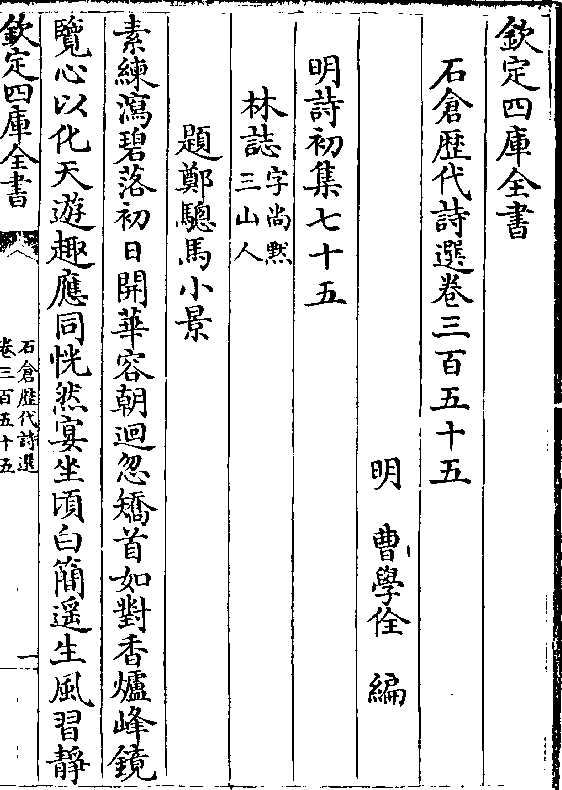 欽定四庫全書
石倉歴代詩選卷三百五十五
明 曹學佺 編
明詩初集七十五
林誌字尚黙三山人
題鄭驄馬小景
素練瀉碧落初日開華容朝迴忽矯首如對香爐峰鏡
覽心以化天遊趣應同恍然宴坐頃白簡遥生風習靜
欽定四庫全書
石倉歴代詩選
卷三百五十五
一